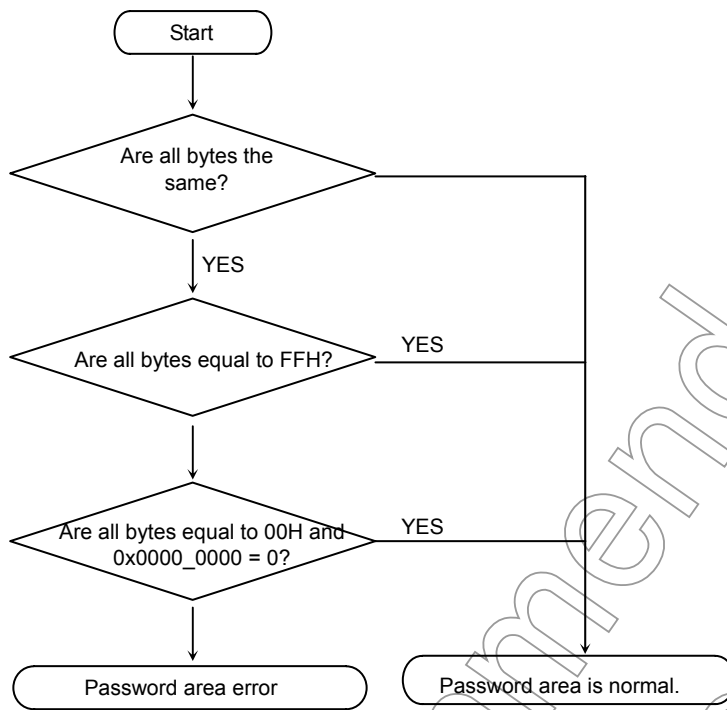 Start
Are all bytes the
same?
YES
Are all bytes equal to FFH?
YES
Are all bytes equal to 00H and
0x0000_0000 = 0?
YES
Password area error
Password area is normal.